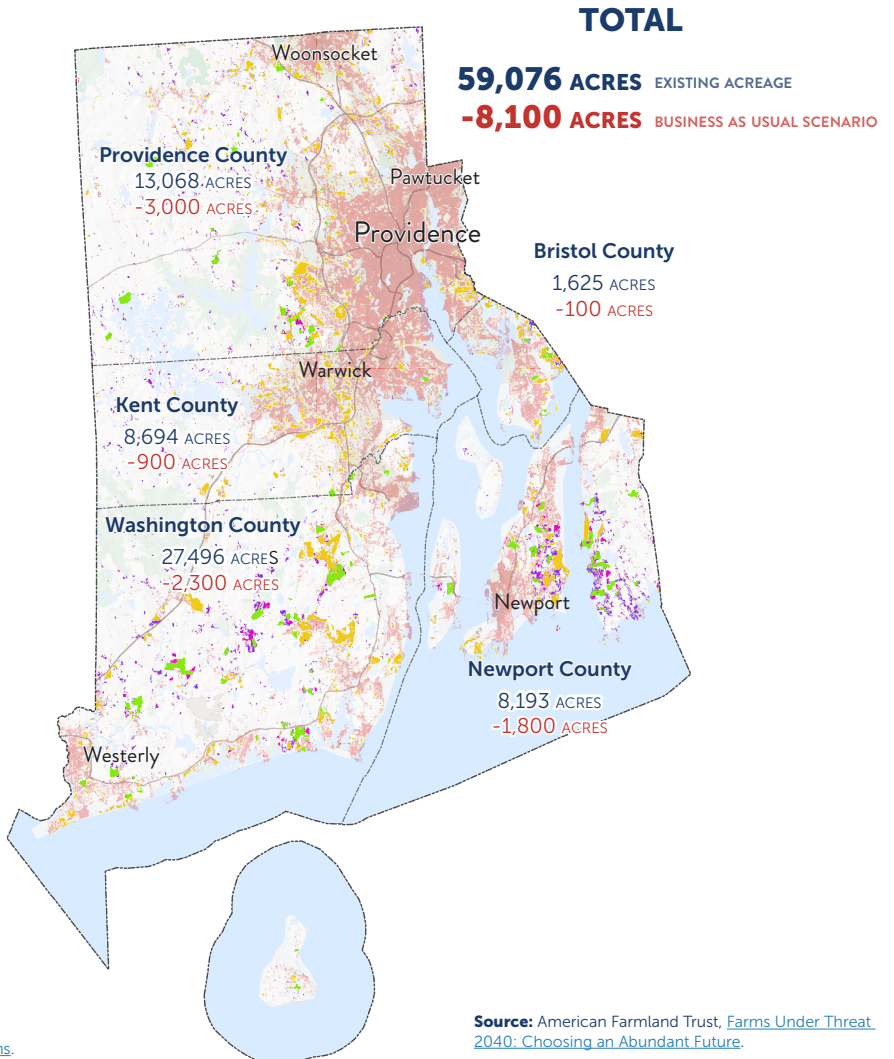 TOTAL
59,076 ACRES EXISTING ACREAGE
-8,100 ACRES BUSINESS AS USUAL SCENARIO
Woonsocket
Providence County
13,068 ACRES
-3,000 ACRES
Pawtucket
Providence
Bristol County
1,625 ACRES
-100 ACRES
Warwick
Kent County
8,694 ACRES
-900 ACRES
Washington County
27,496 ACRES
-2,300 ACRES
Newport
Newport County
8,193 ACRES
-1,800 ACRES
Westerly
Source: American Farmland Trust, Farms Under Threat
2040: Choosing an Abundant Future.
ns.